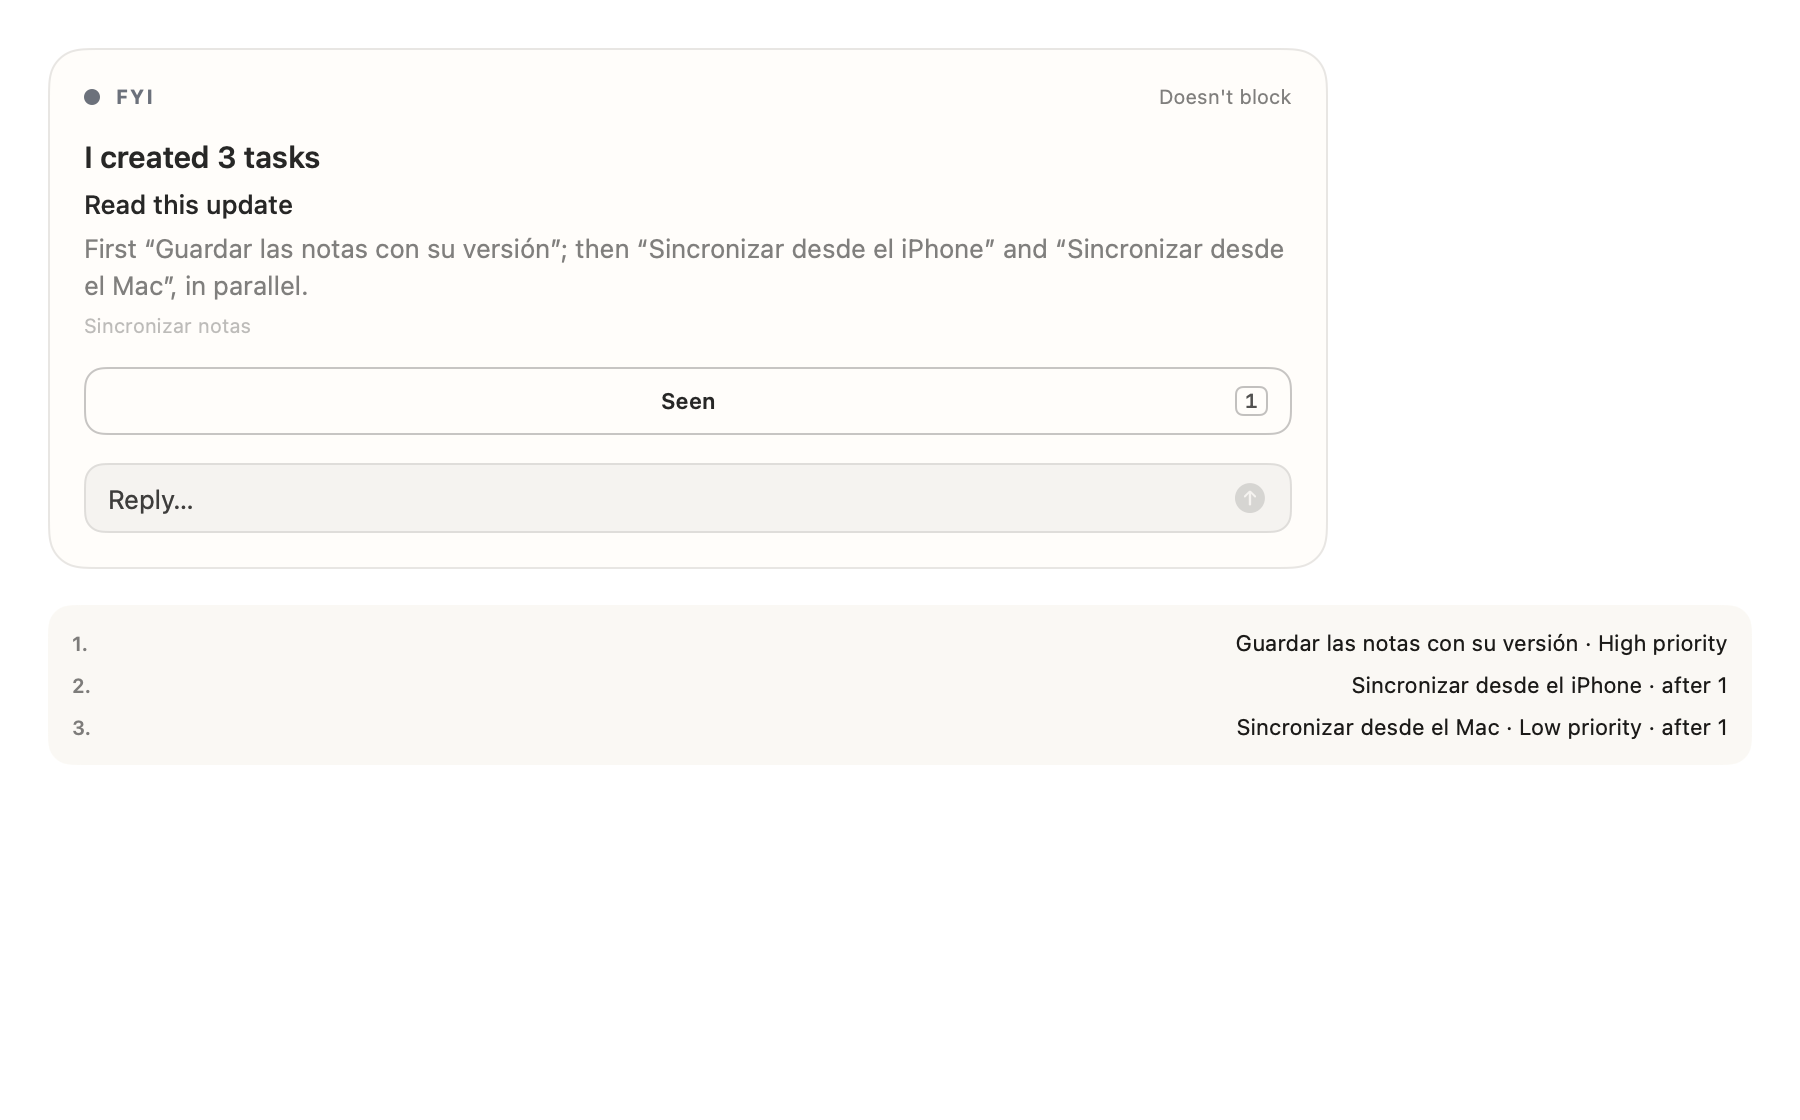 FYI
Doesn't block
I created 3 tasks
Read this update
First “Guardar las notas con su versión”; then “Sincronizar desde el iPhone” and “Sincronizar desde
el Mac”, in parallel.
Sincronizar notas
Seen 1
Reply...
1. Guardar las notas con su versión · High priority
2. Sincronizar desde el iPhone · after 1
3. Sincronizar desde el Mac · Low priority · after 1